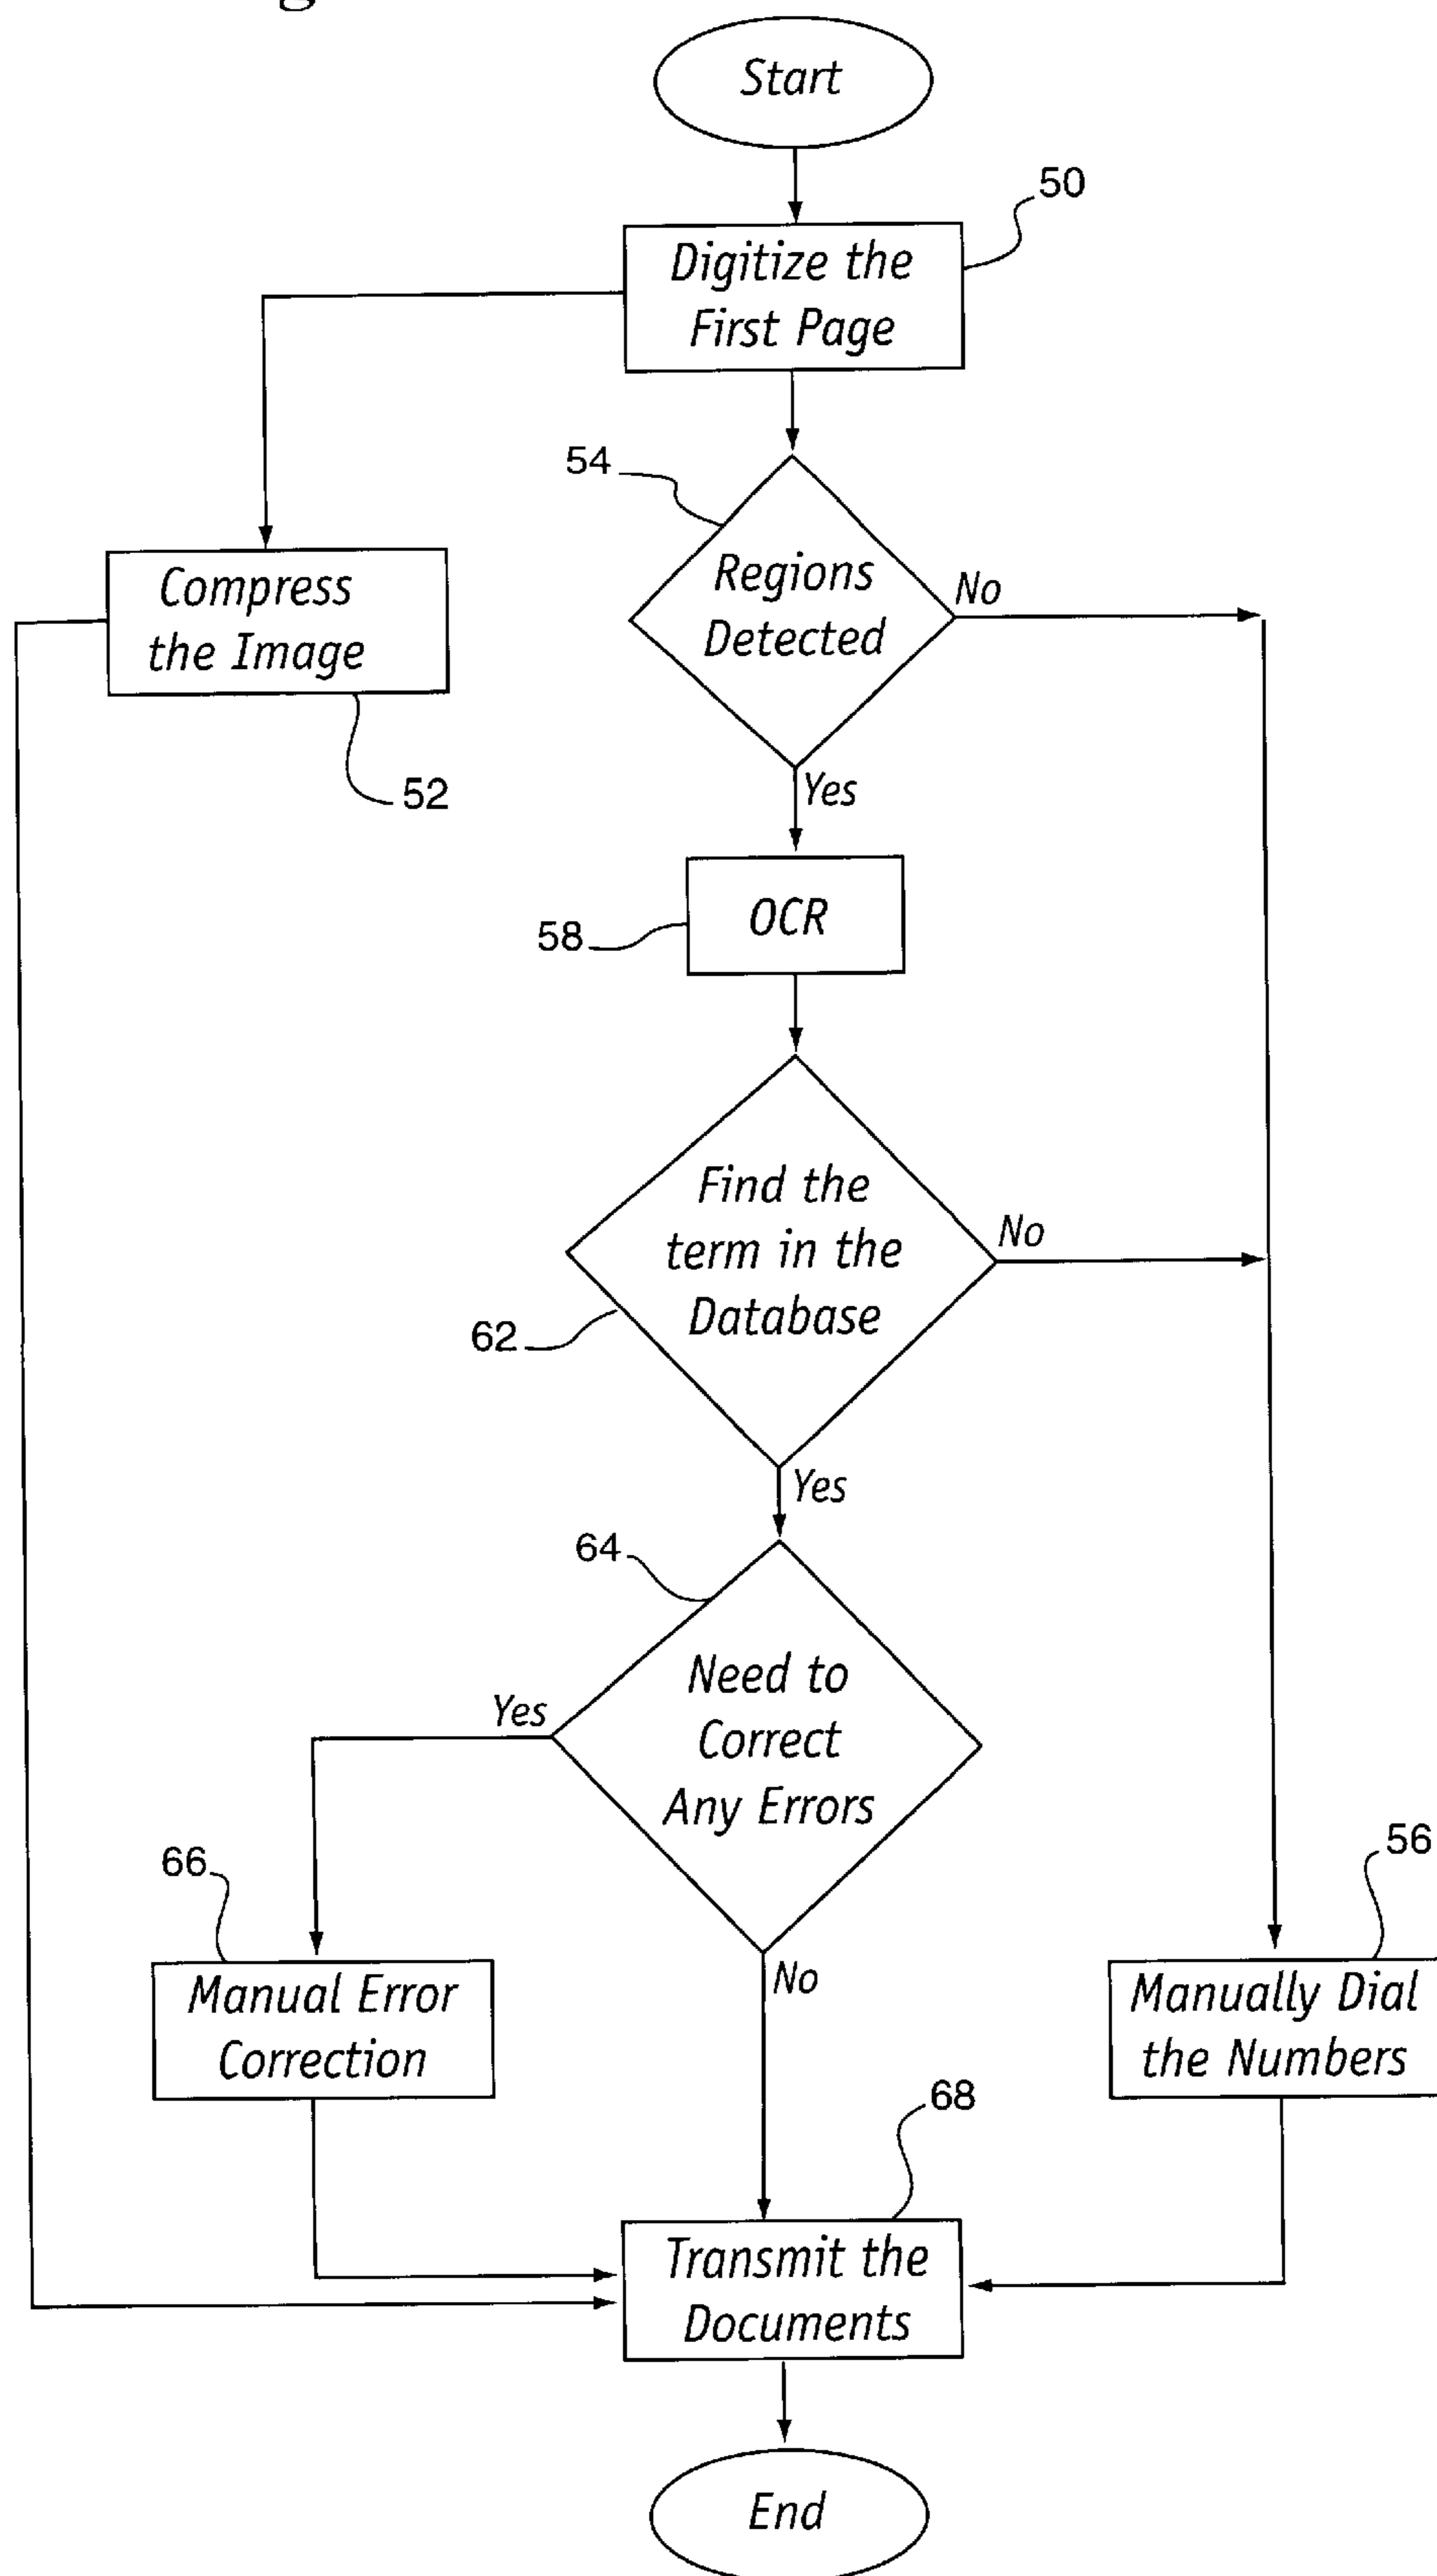 Start
50
Digitize the
First Page
54
Regions
Detected
No
Compress
the Image
52
Yes
OCR
58
Find the
term in the
Database
No
62
Yes
64
Need to
Correct
Any Errors
Yes
66
56
Manual Error
Correction
No
Manually Dial
the Numbers
68
Transmit the
Documents
End